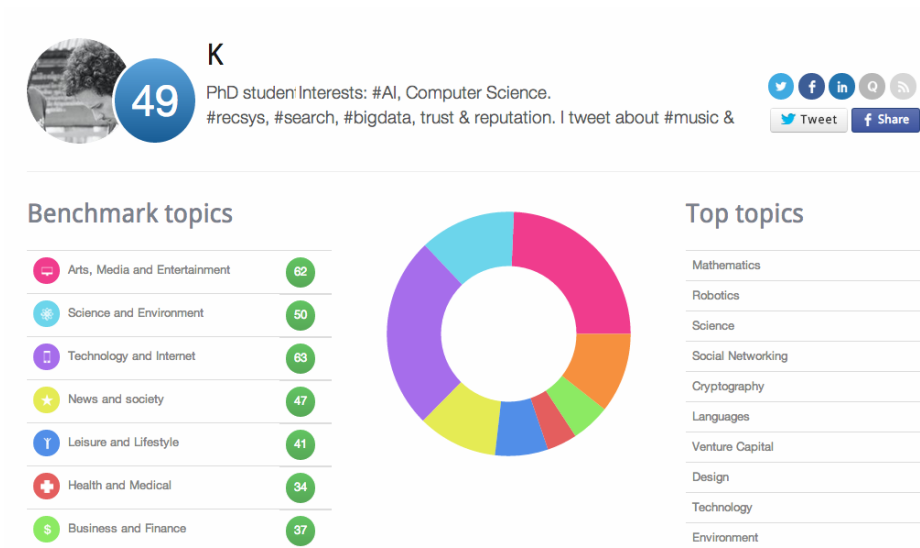 K
49
PhD studen Interests: #AI, Computer Science.
#recsys, #search, #bigdata, trust & reputation. I tweet about #music &
in
Q
Tweet
f Share
Benchmark topics
Arts, Media and Entertainment 62
Science and Environment 50
Technology and Internet 63
News and society 47
Leisure and Lifestyle 41
Health and Medical 34
$ Business and Finance 37
Top topics
Mathematics
Robotics
Science
Social Networking
Cryptography
Languages
Venture Capital
Design
Technology
Environment